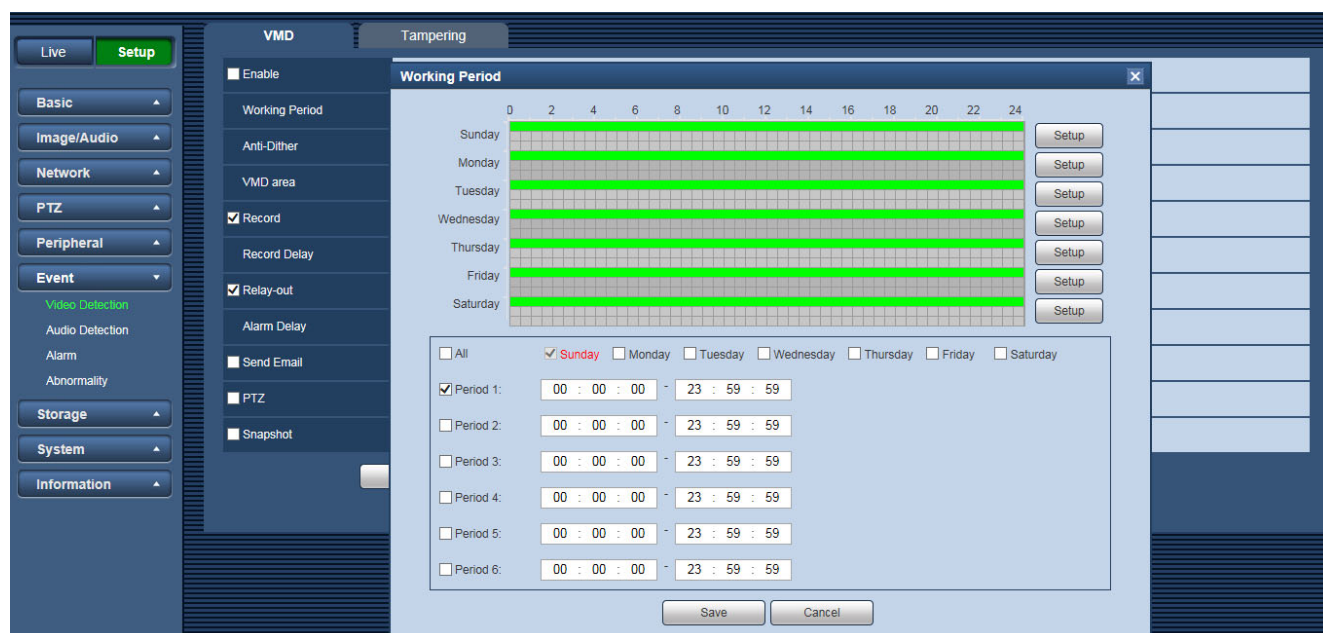 Live Setup
Basic
Image/Audio
Network
PTZ
Peripheral
Event
Video Detection
Audio Detection
Alarm
Abnormality
Storage
System
Information
VMD Tampering
Enable
Working Period
Anti-Dither
VMD area
Record
Record Delay
Relay-out
Alarm Delay
Send Email
PTZ
Snapshot
Working Period
0 2 4 6 8 10 12 14 16 18 20 22 24
Sunday Setup
Monday Setup
Tuesday Setup
Wednesday Setup
Thursday Setup
Friday Setup
Saturday Setup
All Sunday Monday Tuesday Wednesday Thursday Friday Saturday
Period 1: 00 : 00 : 00 - 23 : 59 : 59
Period 2: 00 : 00 : 00 - 23 : 59 : 59
Period 3: 00 : 00 : 00 - 23 : 59 : 59
Period 4: 00 : 00 : 00 - 23 : 59 : 59
Period 5: 00 : 00 : 00 - 23 : 59 : 59
Period 6: 00 : 00 : 00 - 23 : 59 : 59
Save Cancel